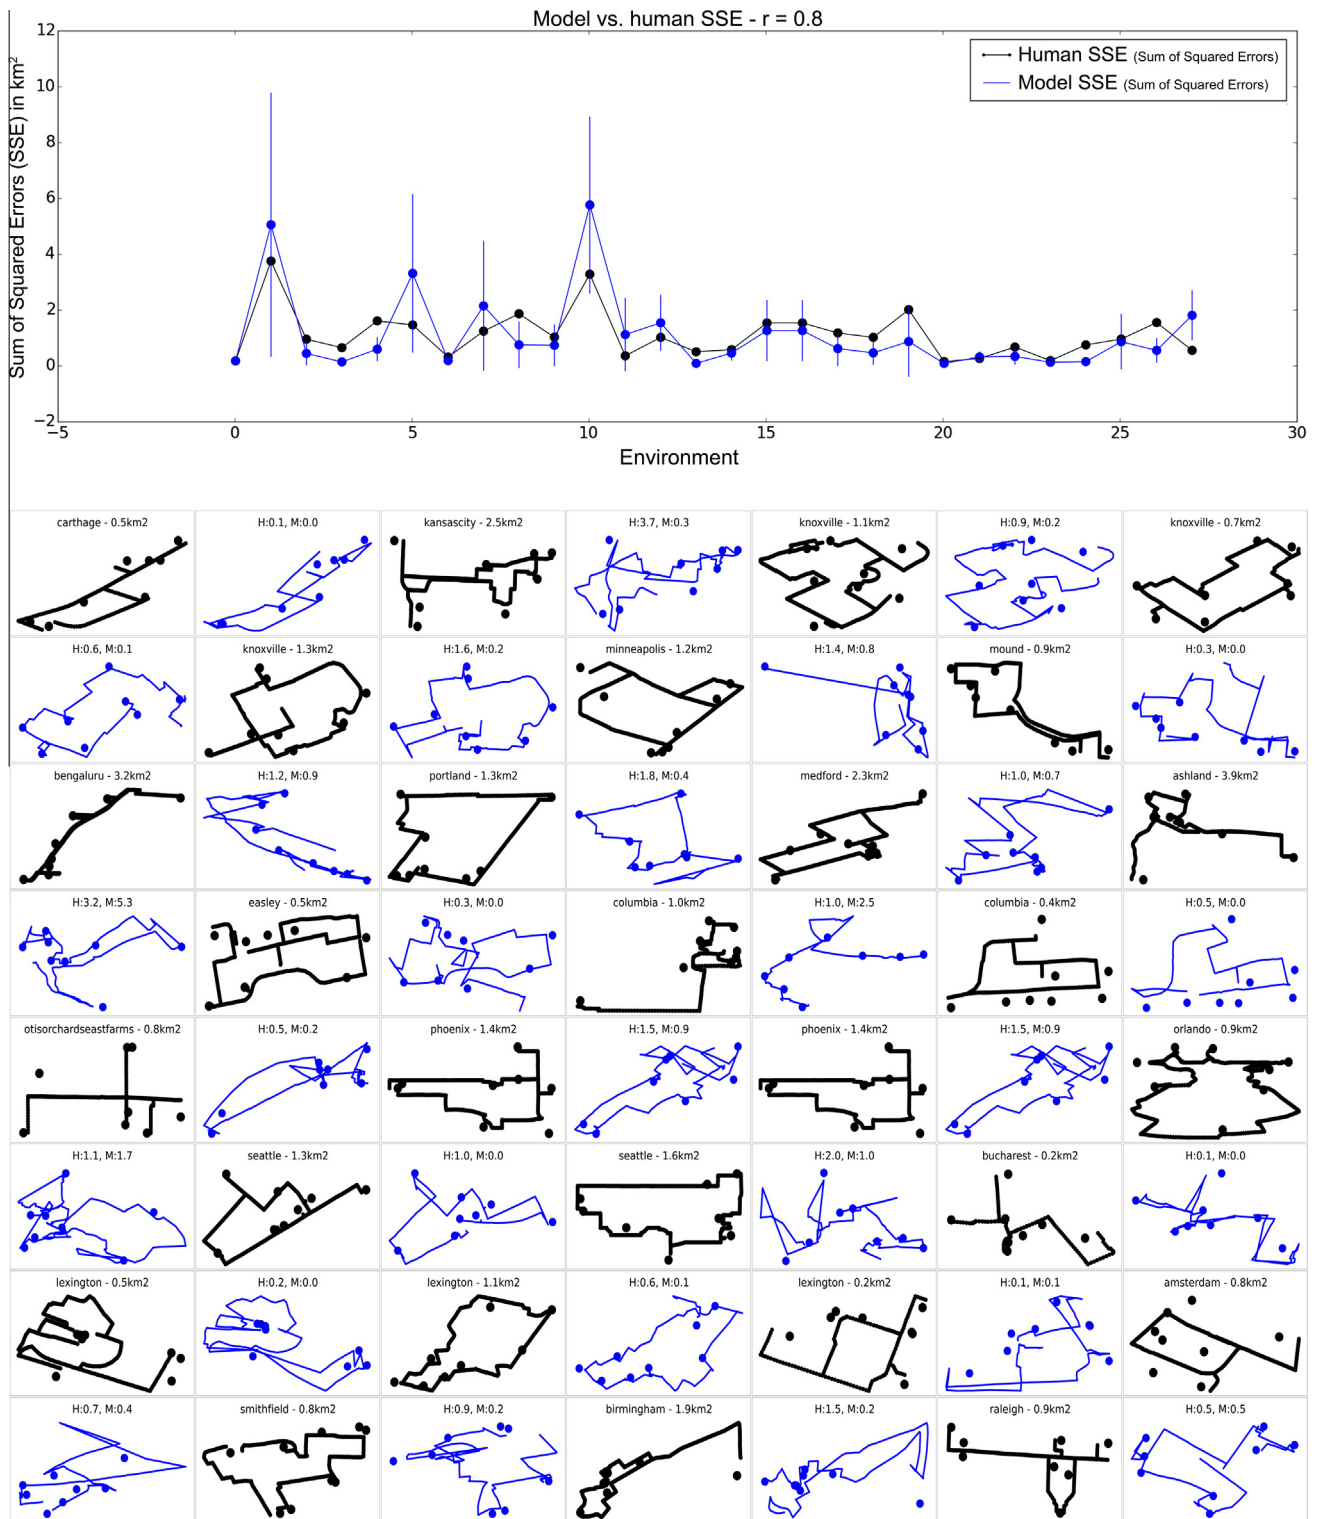 Model vs. human SSE - r = 0.8
Human SSE (Sum of Squared Errors)
Model SSE (Sum of Squared Errors)
Sum of Squared Errors (SSE) in km²
12
10
8
6
4
2
0
−2
−5 0 5 10 15 20 25 30
Environment
carthage - 0.5km2 H:0.1, M:0.0 kansascity - 2.5km2 H:3.7, M:0.3 knoxville - 1.1km2 H:0.9, M:0.2 knoxville - 0.7km2
H:0.6, M:0.1 knoxville - 1.3km2 H:1.6, M:0.2 minneapolis - 1.2km2 H:1.4, M:0.8 mound - 0.9km2 H:0.3, M:0.0
bengaluru - 3.2km2 H:1.2, M:0.9 portland - 1.3km2 H:1.8, M:0.4 medford - 2.3km2 H:1.0, M:0.7 ashland - 3.9km2
H:3.2, M:5.3 easley - 0.5km2 H:0.3, M:0.0 columbia - 1.0km2 H:1.0, M:2.5 columbia - 0.4km2 H:0.5, M:0.0
otisorchardseastfarms - 0.8km2 H:0.5, M:0.2 phoenix - 1.4km2 H:1.5, M:0.9 phoenix - 1.4km2 H:1.5, M:0.9 orlando - 0.9km2
H:1.1, M:1.7 seattle - 1.3km2 H:1.0, M:0.0 seattle - 1.6km2 H:2.0, M:1.0 bucharest - 0.2km2 H:0.1, M:0.0
lexington - 0.5km2 H:0.2, M:0.0 lexington - 1.1km2 H:0.6, M:0.1 lexington - 0.2km2 H:0.1, M:0.1 amsterdam - 0.8km2
H:0.7, M:0.4 smithfield - 0.8km2 H:0.9, M:0.2 birmingham - 1.9km2 H:1.5, M:0.2 raleigh - 0.9km2 H:0.5, M:0.5